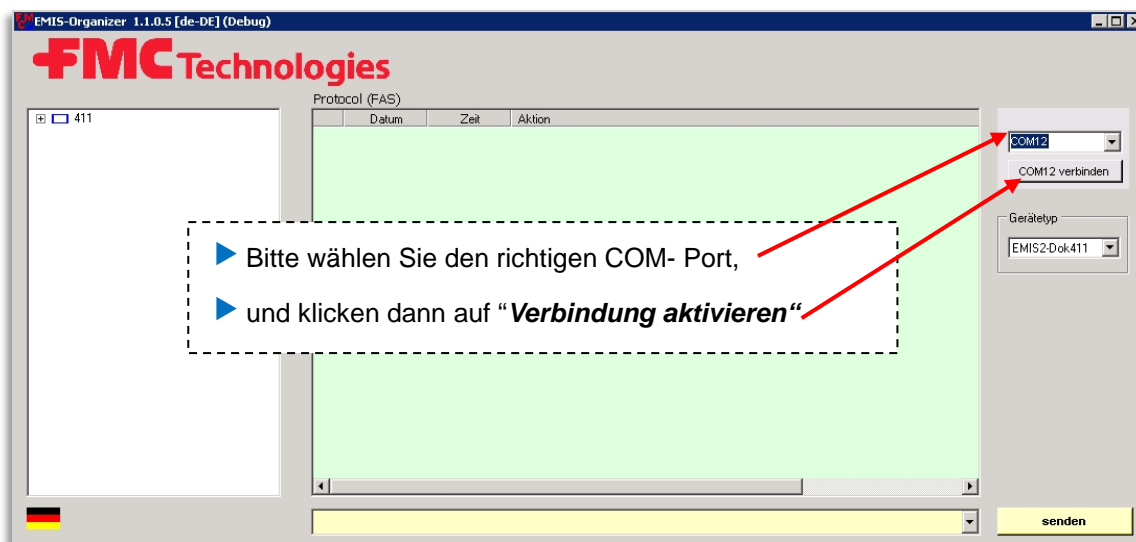 EMIS-Organizer 1.1.0.5 [de-DE] (Debug)
FMC Technologies
Protocol (FAS)
Datum Zeit Aktion
411
COM12
COM12 verbinden
Gerätetyp
EMIS2-Dok411
Bitte wählen Sie den richtigen COM- Port,
und klicken dann auf “Verbindung aktivieren“
senden